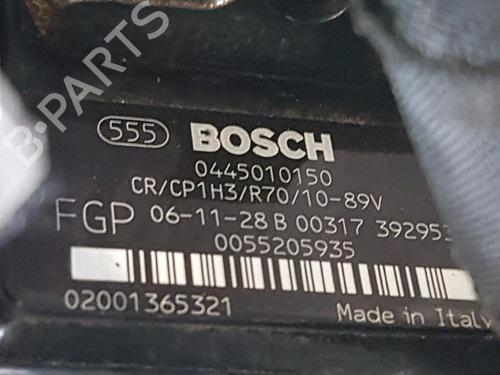 B-PARTS
555 BOSCH
0445010150
CR/CP1H3/R70/10-89V
FGP 06-11-28 B 00317 392953
0055205935
02001365321 Made in Italy